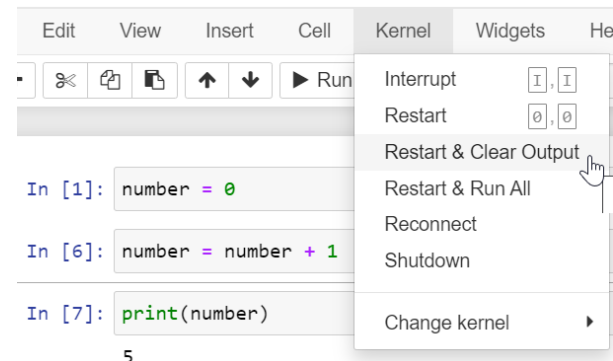 Edit View Insert Cell Kernel Widgets
Run
Interrupt I,I
Restart 0,0
Restart & Clear Output
Restart & Run All
Reconnect
Shutdown
Change kernel
In [1]: number = 0
In [6]: number = number + 1
In [7]: print(number)
5